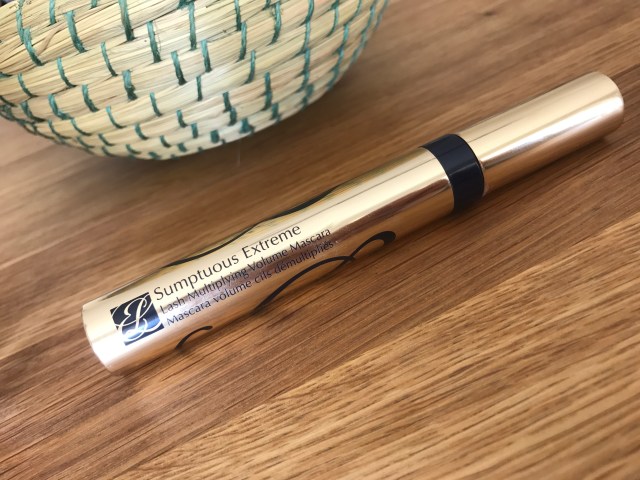 Sumptuous Extreme
Lash Multiplying Volume Mascara
Mascara volume cils démultipliés